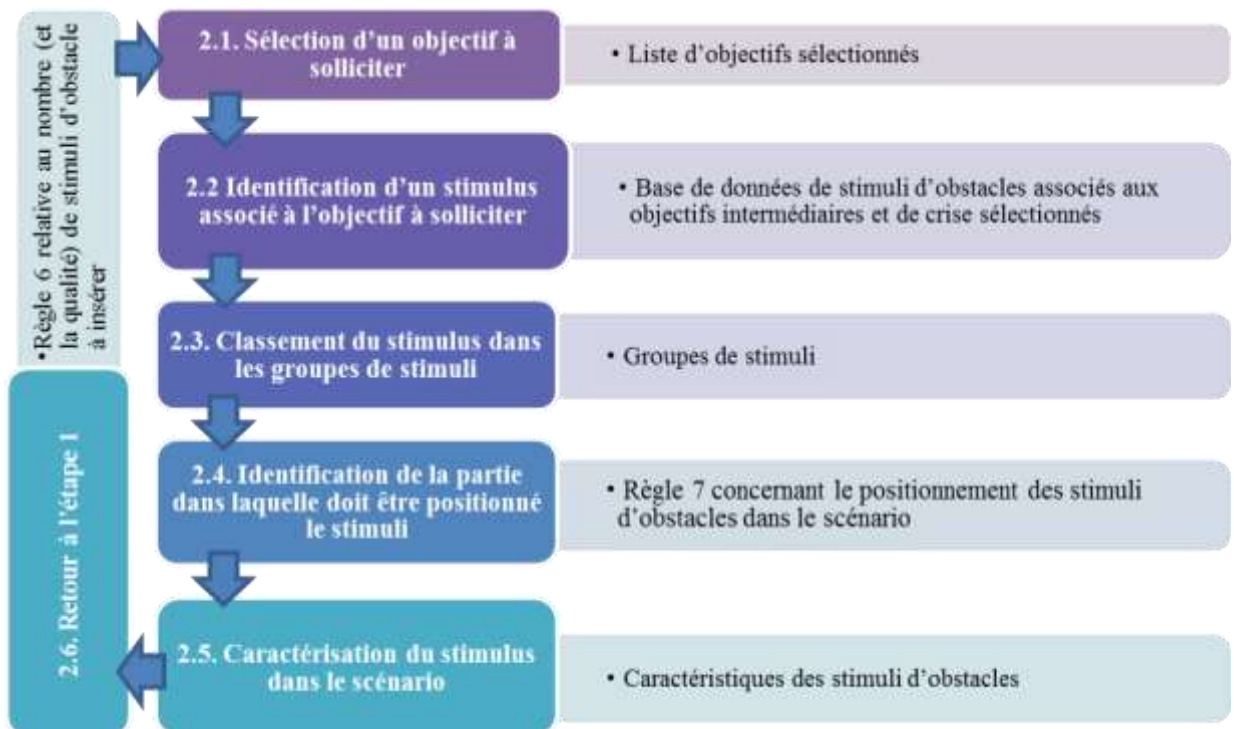 •Règle 6 relative au nombre (et
la qualité) de stimuli d'obstacle
à insérer
2.1. Sélection d'un objectif à
solliciter
• Liste d'objectifs sélectionnés
2.2 Identification d'un stimulus
associé à l'objectif à solliciter
• Base de données de stimuli d'obstacles associés aux
objectifs intermédiaires et de crise sélectionnés
2.3. Classement du stimulus dans
les groupes de stimuli
• Groupes de stimuli
2.4. Identification de la partie
dans laquelle doit être positionné
le stimuli
• Règle 7 concernant le positionnement des stimuli
d'obstacles dans le scénario
2.5. Caractérisation du stimulus
dans le scénario
• Caractéristiques des stimuli d'obstacles
2.6. Retour à l'étape 1